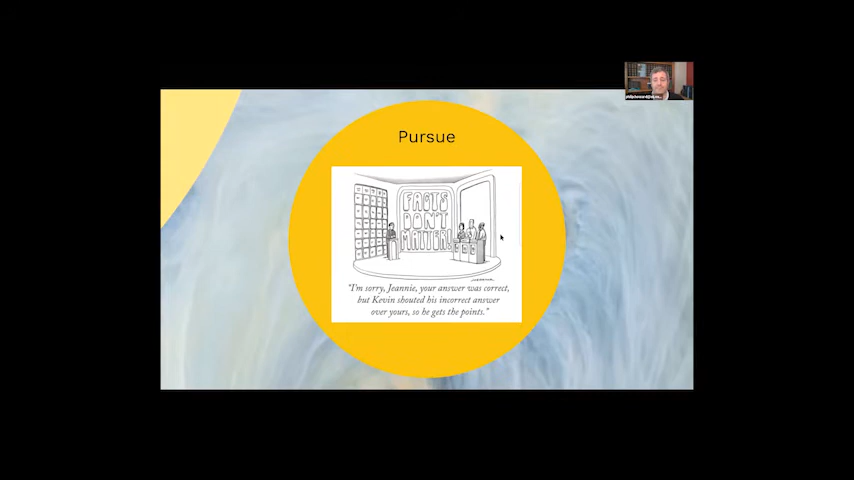 Pursue
FACTS
DON'T
MATTER!
"I'm sorry, Jeannie, your answer was correct,
but Kevin shouted his incorrect answer
over yours, so he gets the points."